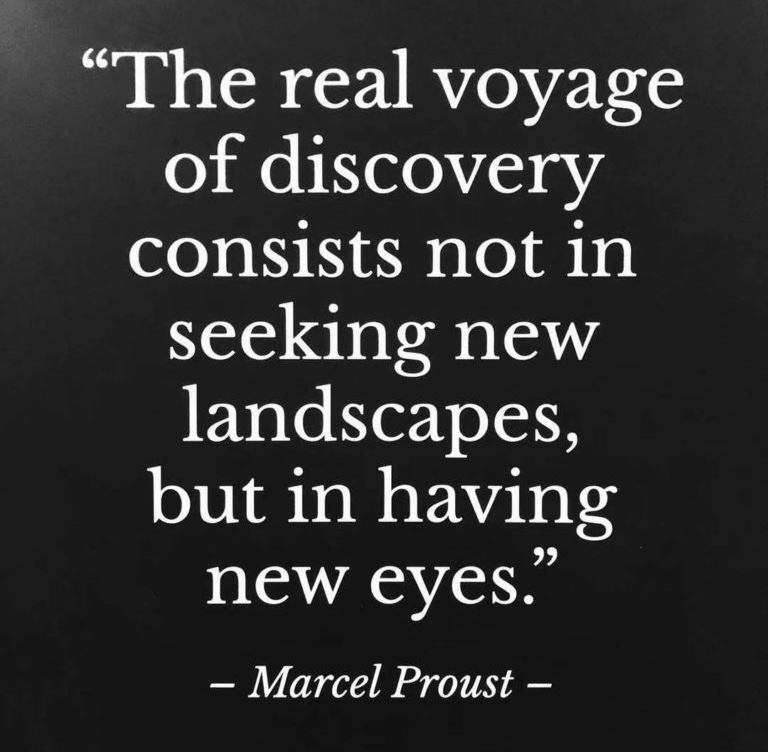 “The real voyage
of discovery
consists not in
seeking new
landscapes,
but in having
new eyes.”
– Marcel Proust –